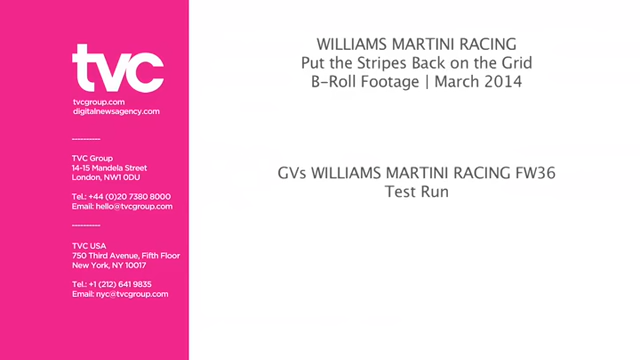 tvc
tvcgroup.com
digitalnewsagency.com
----------
TVC Group
14-15 Mandela Street
London, NW1 0DU
Tel.: +44 (0)20 7380 8000
Email: hello@tvcgroup.com
----------
TVC USA
750 Third Avenue, Fifth Floor
New York, NY 10017
Tel.: +1 (212) 641 9835
Email: nyc@tvcgroup.com
WILLIAMS MARTINI RACING
Put the Stripes Back on the Grid
B-Roll Footage | March 2014
GVs WILLIAMS MARTINI RACING FW36
Test Run